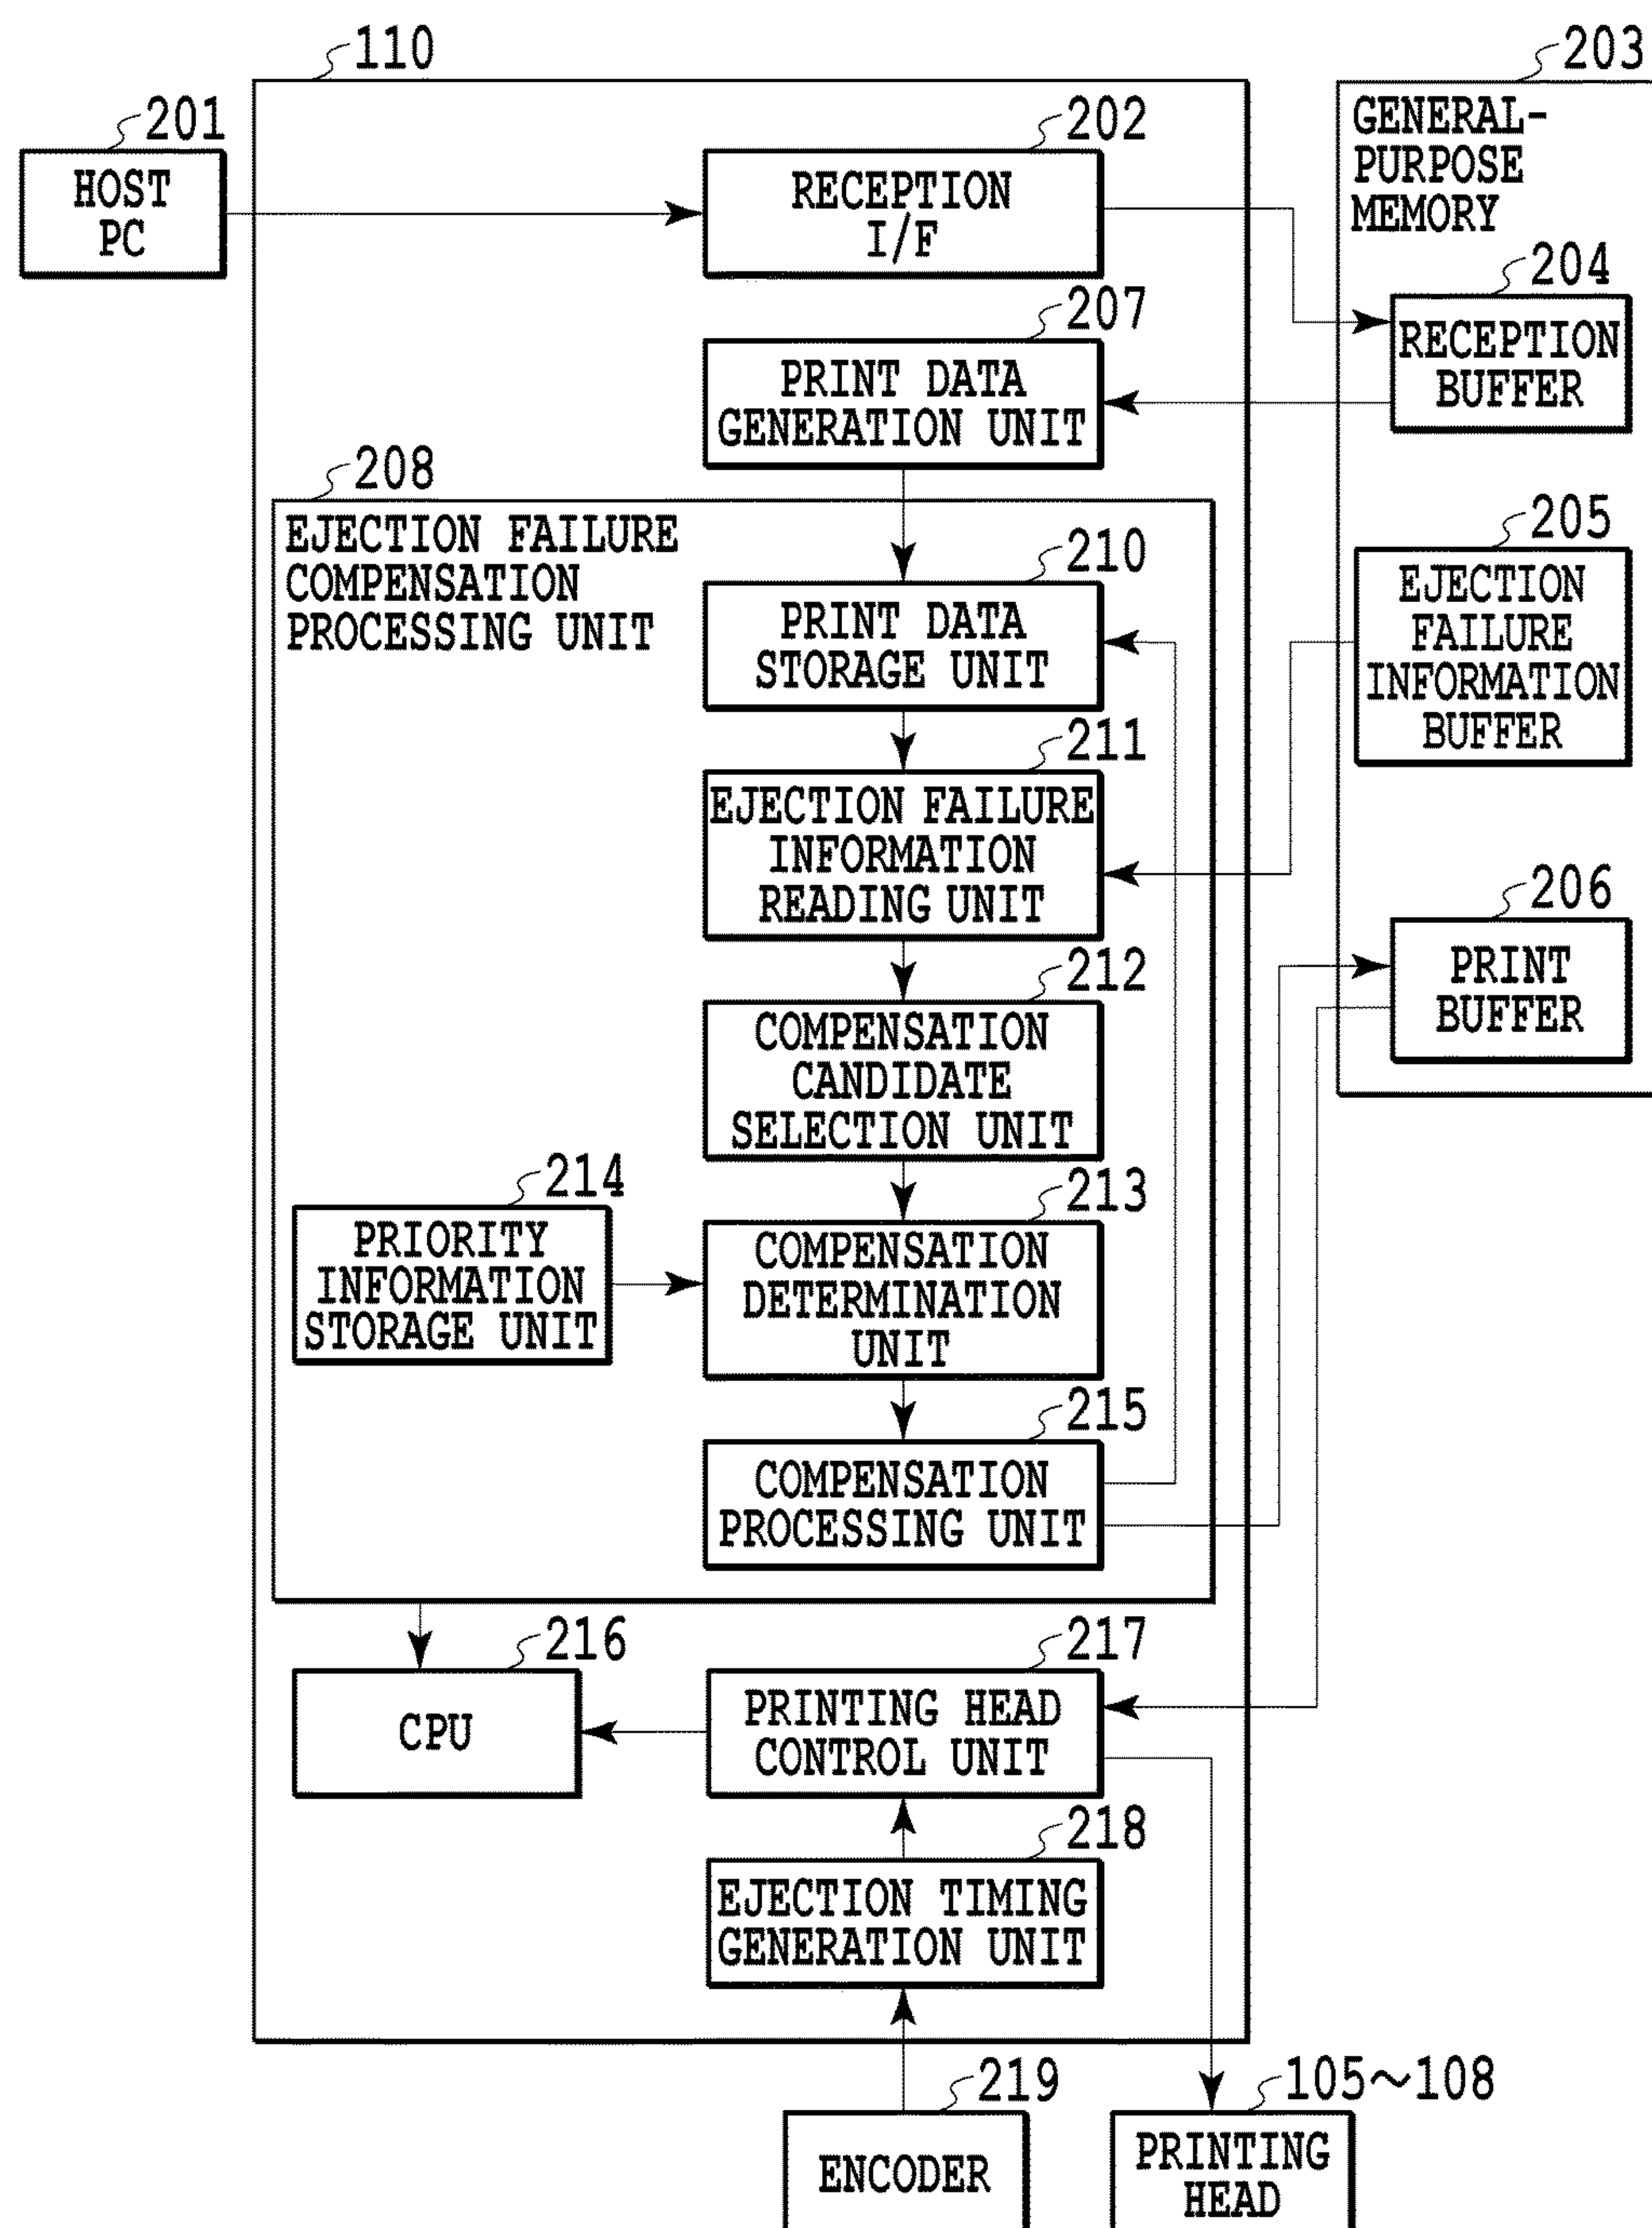 110
203
201
202
GENERAL-
PURPOSE
MEMORY
HOST
PC
RECEPTION
I/F
204
RECEPTION
BUFFER
207
PRINT DATA
GENERATION UNIT
208
EJECTION FAILURE
COMPENSATION
PROCESSING UNIT
205
EJECTION
FAILURE
INFORMATION
BUFFER
210
PRINT DATA
STORAGE UNIT
211
EJECTION FAILURE
INFORMATION
READING UNIT
206
PRINT
BUFFER
212
COMPENSATION
CANDIDATE
SELECTION UNIT
214
PRIORITY
INFORMATION
STORAGE UNIT
213
COMPENSATION
DETERMINATION
UNIT
215
COMPENSATION
PROCESSING UNIT
216
CPU
217
PRINTING HEAD
CONTROL UNIT
218
EJECTION TIMING
GENERATION UNIT
219
ENCODER
105~108
PRINTING
HEAD